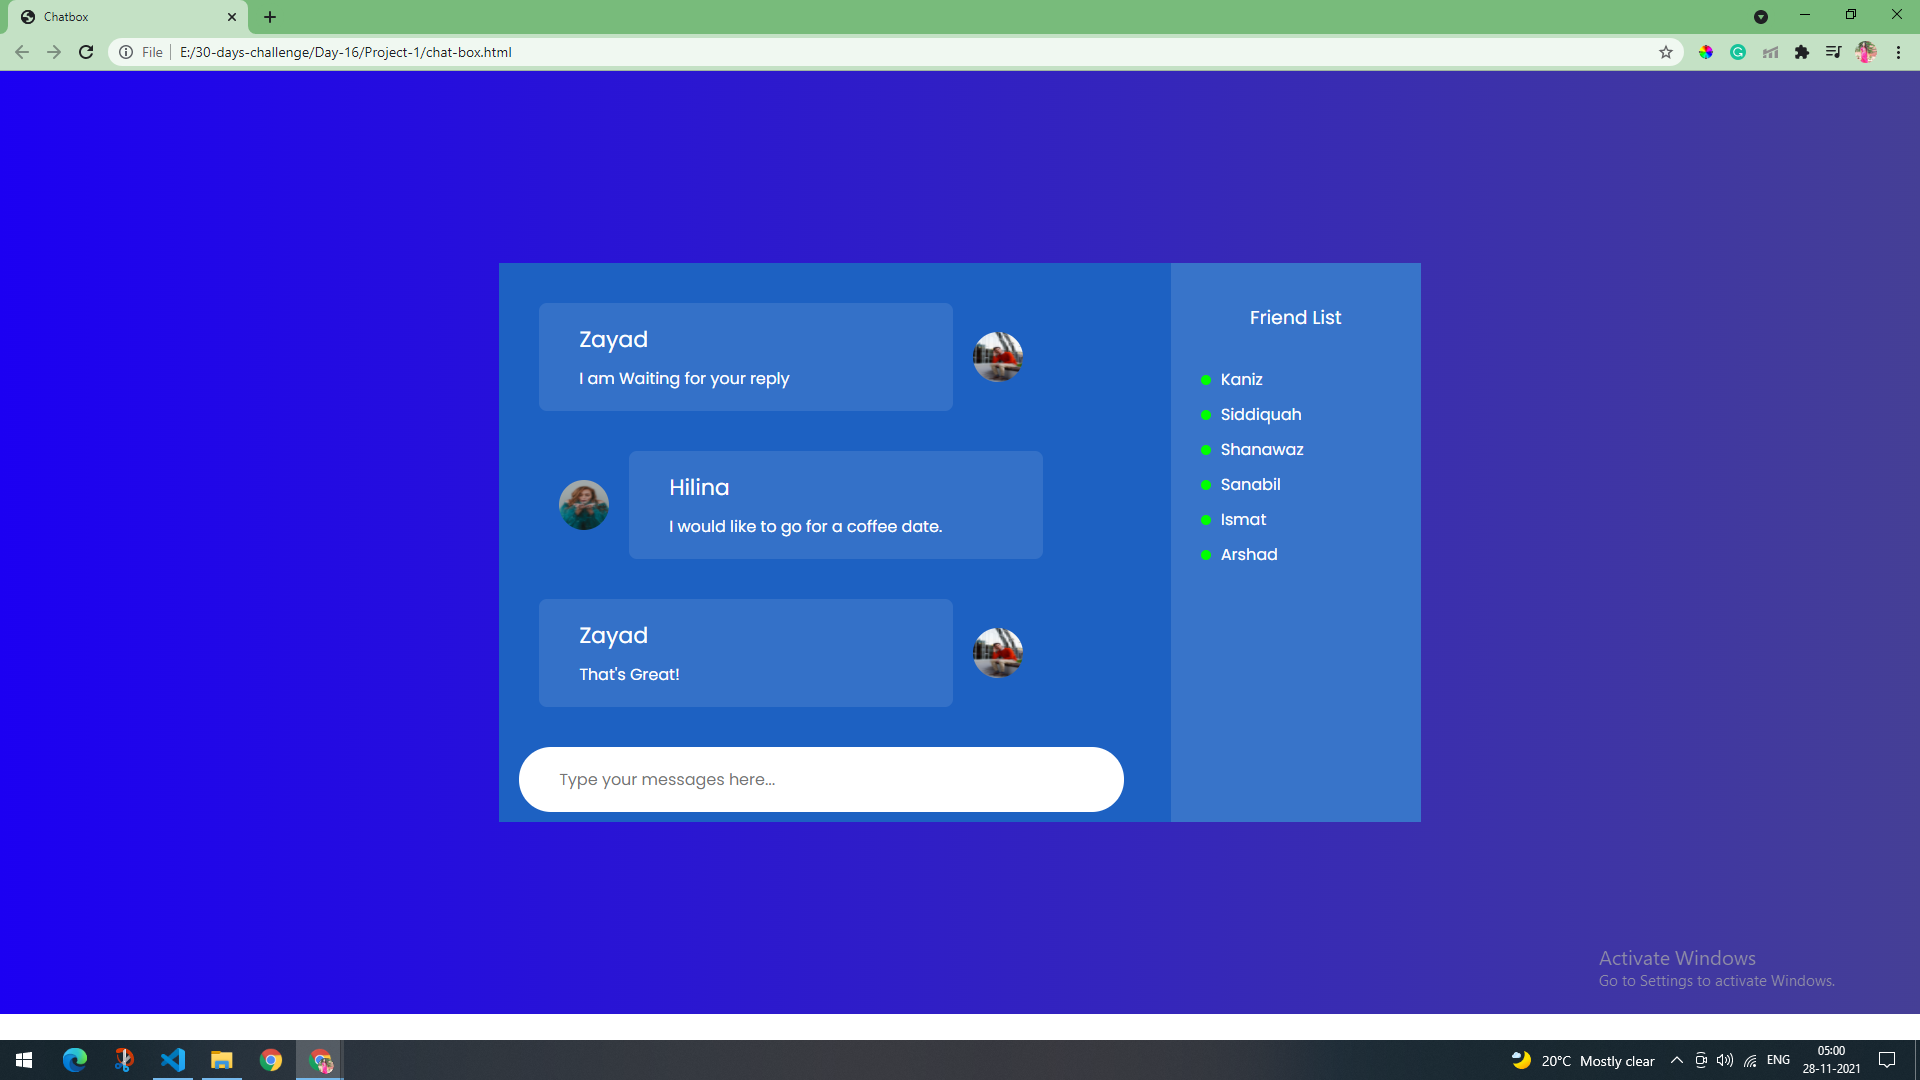 Chatbox
File
E:/30-days-challenge/Day-16/Project-1/chat-box.html
Zayad
I am Waiting for your reply
Hilina
I would like to go for a coffee date.
Zayad
That's Great!
Type your messages here...
Friend List
Kaniz
Siddiquah
Shanawaz
Sanabil
Ismat
Arshad
Activate Windows
Go to Settings to activate Windows.
20°C Mostly clear
ENG
05:00
28-11-2021